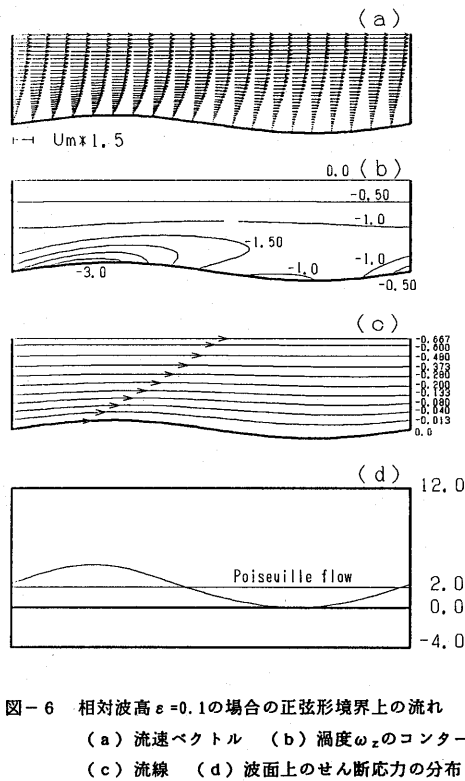 (a)
Um*1.5
0.0 (b)
-0.50
-1.0
-1.50
-3.0
-1.0
-1.0
-0.50
(c)
-0.667
-0.600
-0.480
-0.373
-0.280
-0.200
-0.133
-0.080
-0.040
-0.013
0.0
(d)
12.0
Poiseuille flow
2.0
0.0
-4.0
図-6 相対波高ε=0.1の場合の正弦形境界上の流れ
(a)流速ベクトル (b)渦度ωzのコンター
(c)流線 (d)波面上のせん断応力の分布